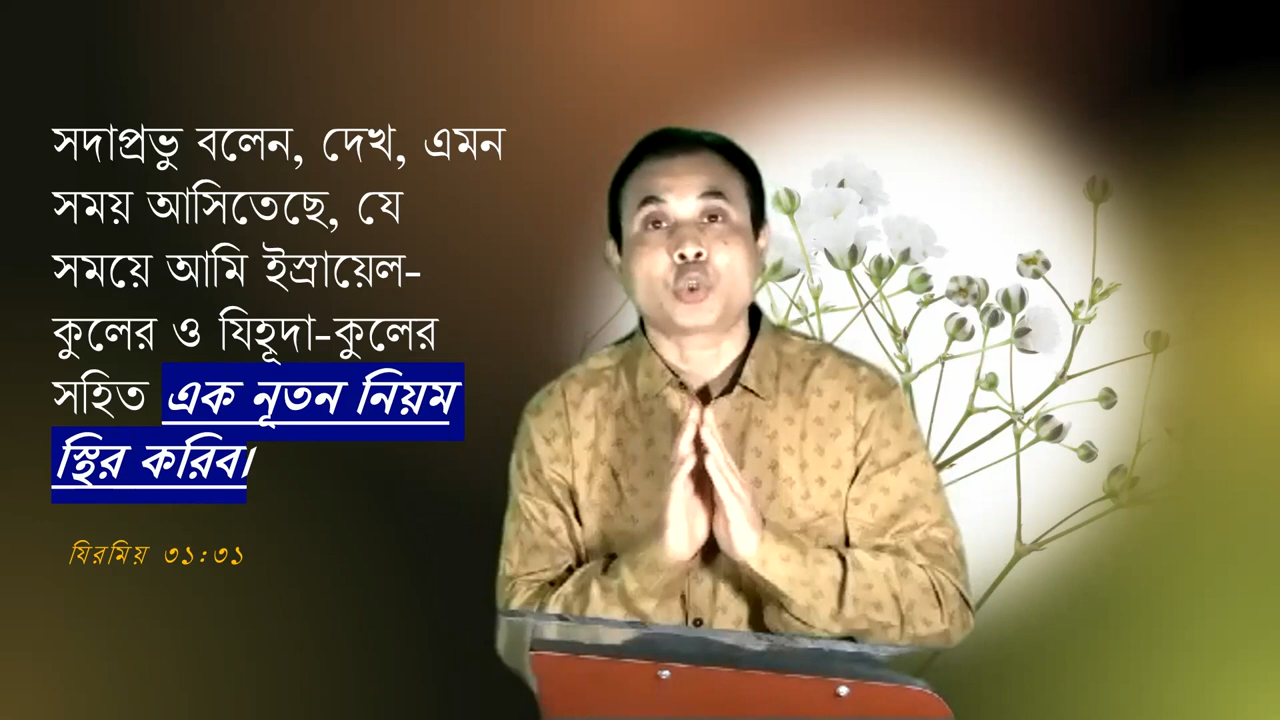 সদাপ্রভু বলেন, দেখ, এমন
সময় আসিতেছে, যে
সময়ে আমি ইস্রায়েল-
কুলের ও যিহূদা-কুলের
সহিত এক নূতন নিয়ম
স্থির করিব।
যিরমিয় ৩১:৩১